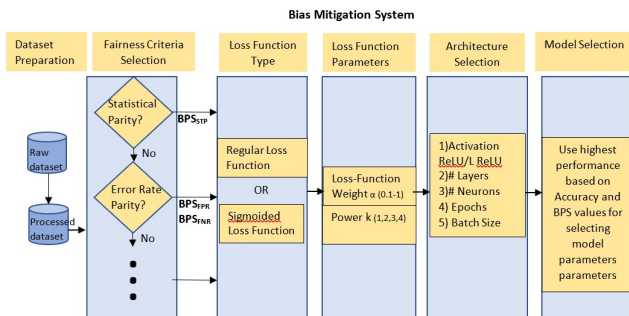 Bias Mitigation System
Dataset
Preparation
Fairness Criteria
Selection
Loss Function
Type
Loss Function
Parameters
Architecture
Selection
Model Selection
Raw
dataset
Processed
dataset
Statistical
Parity?
BPS_STP
No
Error Rate
Parity?
BPS_FPR
BPS_FNR
No
Regular Loss
Function
OR
Sigmoided
Loss Function
Loss-Function
Weight α (0.1-1)
Power k (1,2,3,4)
1)Activation
ReLU/L ReLU
2)# Layers
3)# Neurons
4) Epochs
5) Batch Size
Use highest
performance
based on
Accuracy and
BPS values for
selecting
model
parameters
parameters